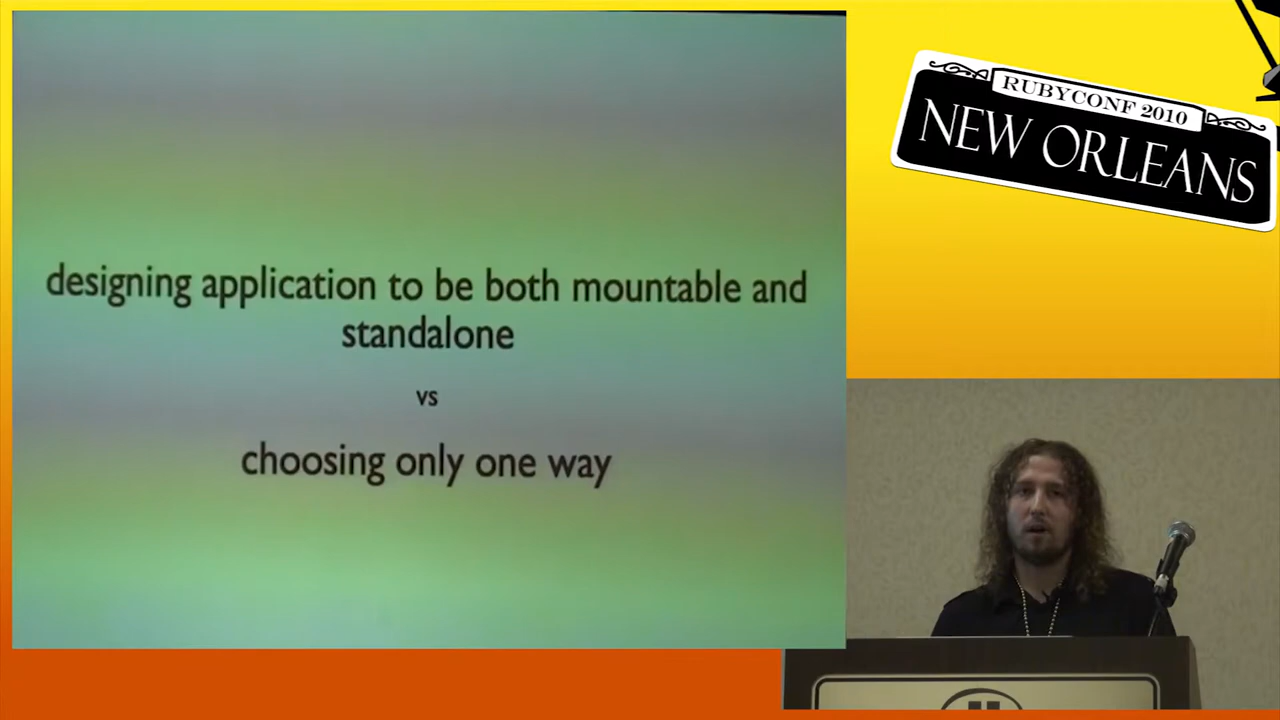 designing application to be both mountable and
standalone
vs
choosing only one way
RUBYCONF 2010
NEW ORLEANS